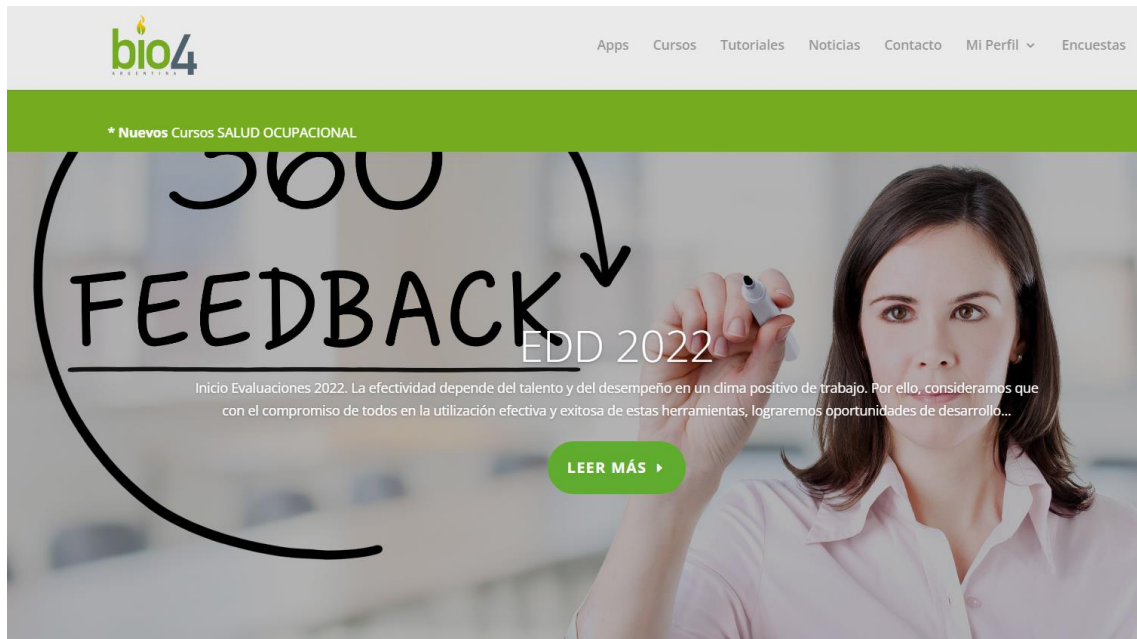 bio4
ARGENTINA
Apps Cursos Tutoriales Noticias Contacto Mi Perfil Encuestas
* Nuevos Cursos SALUD OCUPACIONAL
360
FEEDBACK
EDD 2022
Inicio Evaluaciones 2022. La efectividad depende del talento y del desempeño en un clima positivo de trabajo. Por ello, consideramos que
con el compromiso de todos en la utilización efectiva y exitosa de estas herramientas, lograremos oportunidades de desarrollo...
LEER MÁS